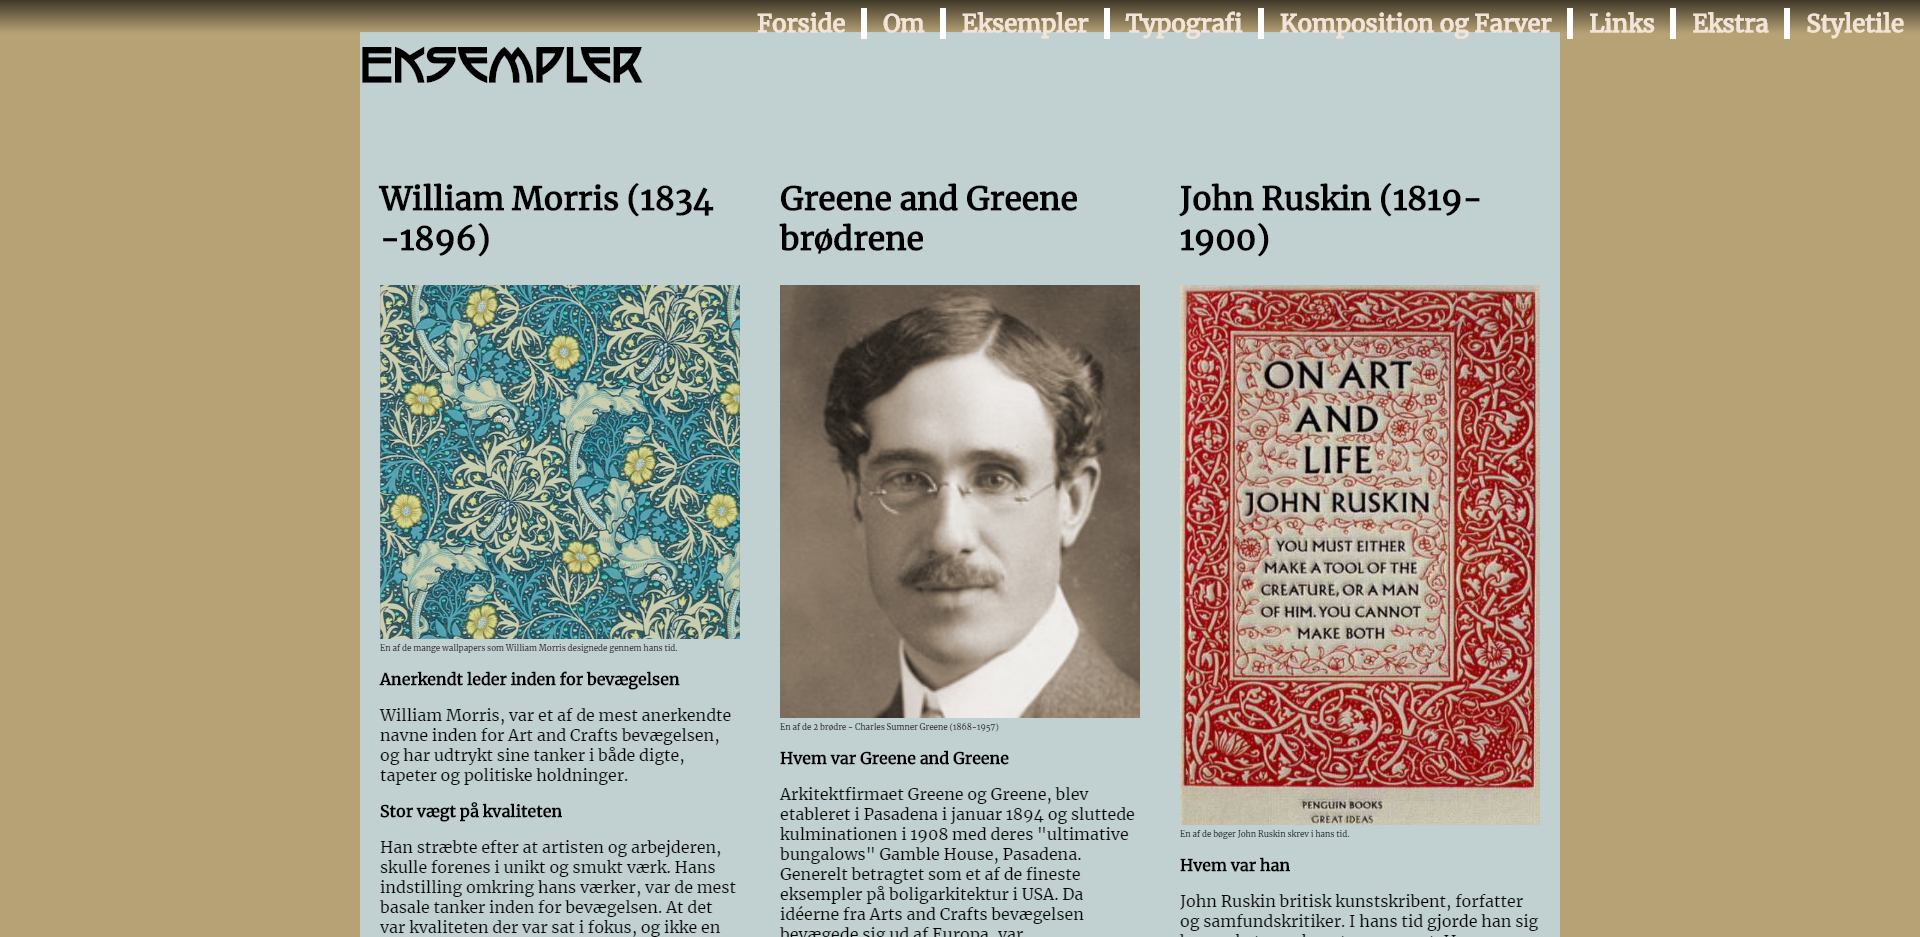 Forside Om Eksempler Typografi Komposition og Farver Links Ekstra Styletile
EKSEMPLER
William Morris (1834
-1896)
En af de mange wallpapers som William Morris designede gennem hans tid.
Anerkendt leder inden for bevægelsen
William Morris, var et af de mest anerkendte
navne inden for Art and Crafts bevægelsen,
og har udtrykt sine tanker i både digte,
tapeter og politiske holdninger.
Stor vægt på kvaliteten
Han stræbte efter at artisten og arbejderen,
skulle forenes i unikt og smukt værk. Hans
indstilling omkring hans værker, var de mest
basale tanker inden for bevægelsen. At det
var kvaliteten der var sat i fokus, og ikke en
Greene and Greene
brødrene
En af de 2 brødre - Charles Sumner Greene (1868-1957)
Hvem var Greene and Greene
Arkitektfirmaet Greene og Greene, blev
etableret i Pasadena i januar 1894 og sluttede
kulminationen i 1908 med deres "ultimative
bungalows" Gamble House, Pasadena.
Generelt betragtet som et af de fineste
eksempler på boligarkitektur i USA. Da
idéerne fra Arts and Crafts bevægelsen
bevægede sig ud af Europa, var
John Ruskin (1819-
1900)
ON ART
AND
LIFE
JOHN RUSKIN
YOU MUST EITHER
MAKE A TOOL OF THE
CREATURE, OR A MAN
OF HIM. YOU CANNOT
MAKE BOTH
PENGUIN BOOKS
GREAT IDEAS
En af de bøger John Ruskin skrev i hans tid.
Hvem var han
John Ruskin britisk kunstskribent, forfatter
og samfundskritiker. I hans tid gjorde han sig